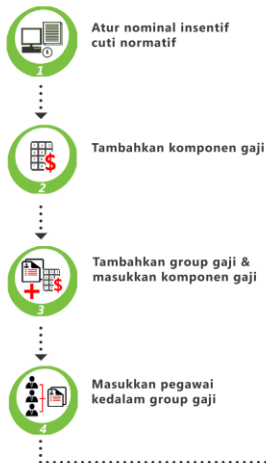 Atur nominal insentif
cuti normatif
1
Tambahkan komponen gaji
$
2
Tambahkan group gaji &
masukkan komponen gaji
+ $
3
Masukkan pegawai
kedalam group gaji
4